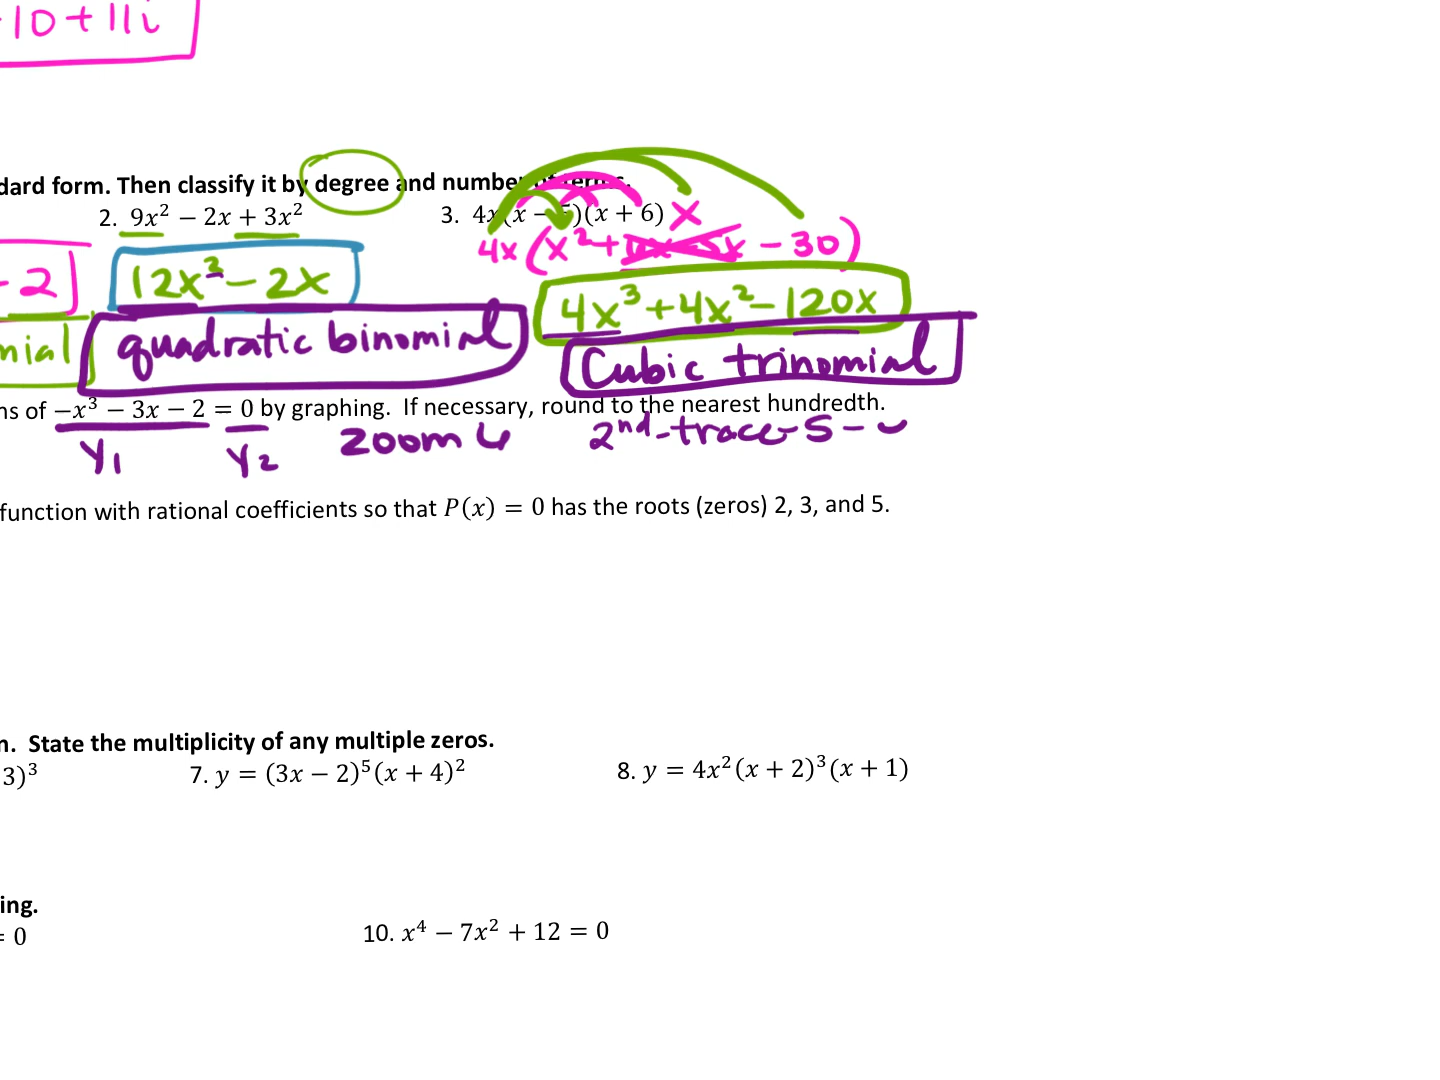 -10+11i
dard form. Then classify it by degree and number of terms.
2. 9x² − 2x + 3x²
3. 4x(x − 5)(x + 6) x
4x(x²+ -30)
-2
12x²-2x
4x³+4x²-120x
nial
quadratic binomial
Cubic trinomial
ns of −x³ − 3x − 2 = 0 by graphing. If necessary, round to the nearest hundredth.
Y₁ Y₂ zoom 6 2nd-trace-5-
function with rational coefficients so that P(x) = 0 has the roots (zeros) 2, 3, and 5.
n. State the multiplicity of any multiple zeros.
3)³
7. y = (3x − 2)⁵(x + 4)²
8. y = 4x²(x + 2)³(x + 1)
ing.
= 0
10. x⁴ − 7x² + 12 = 0